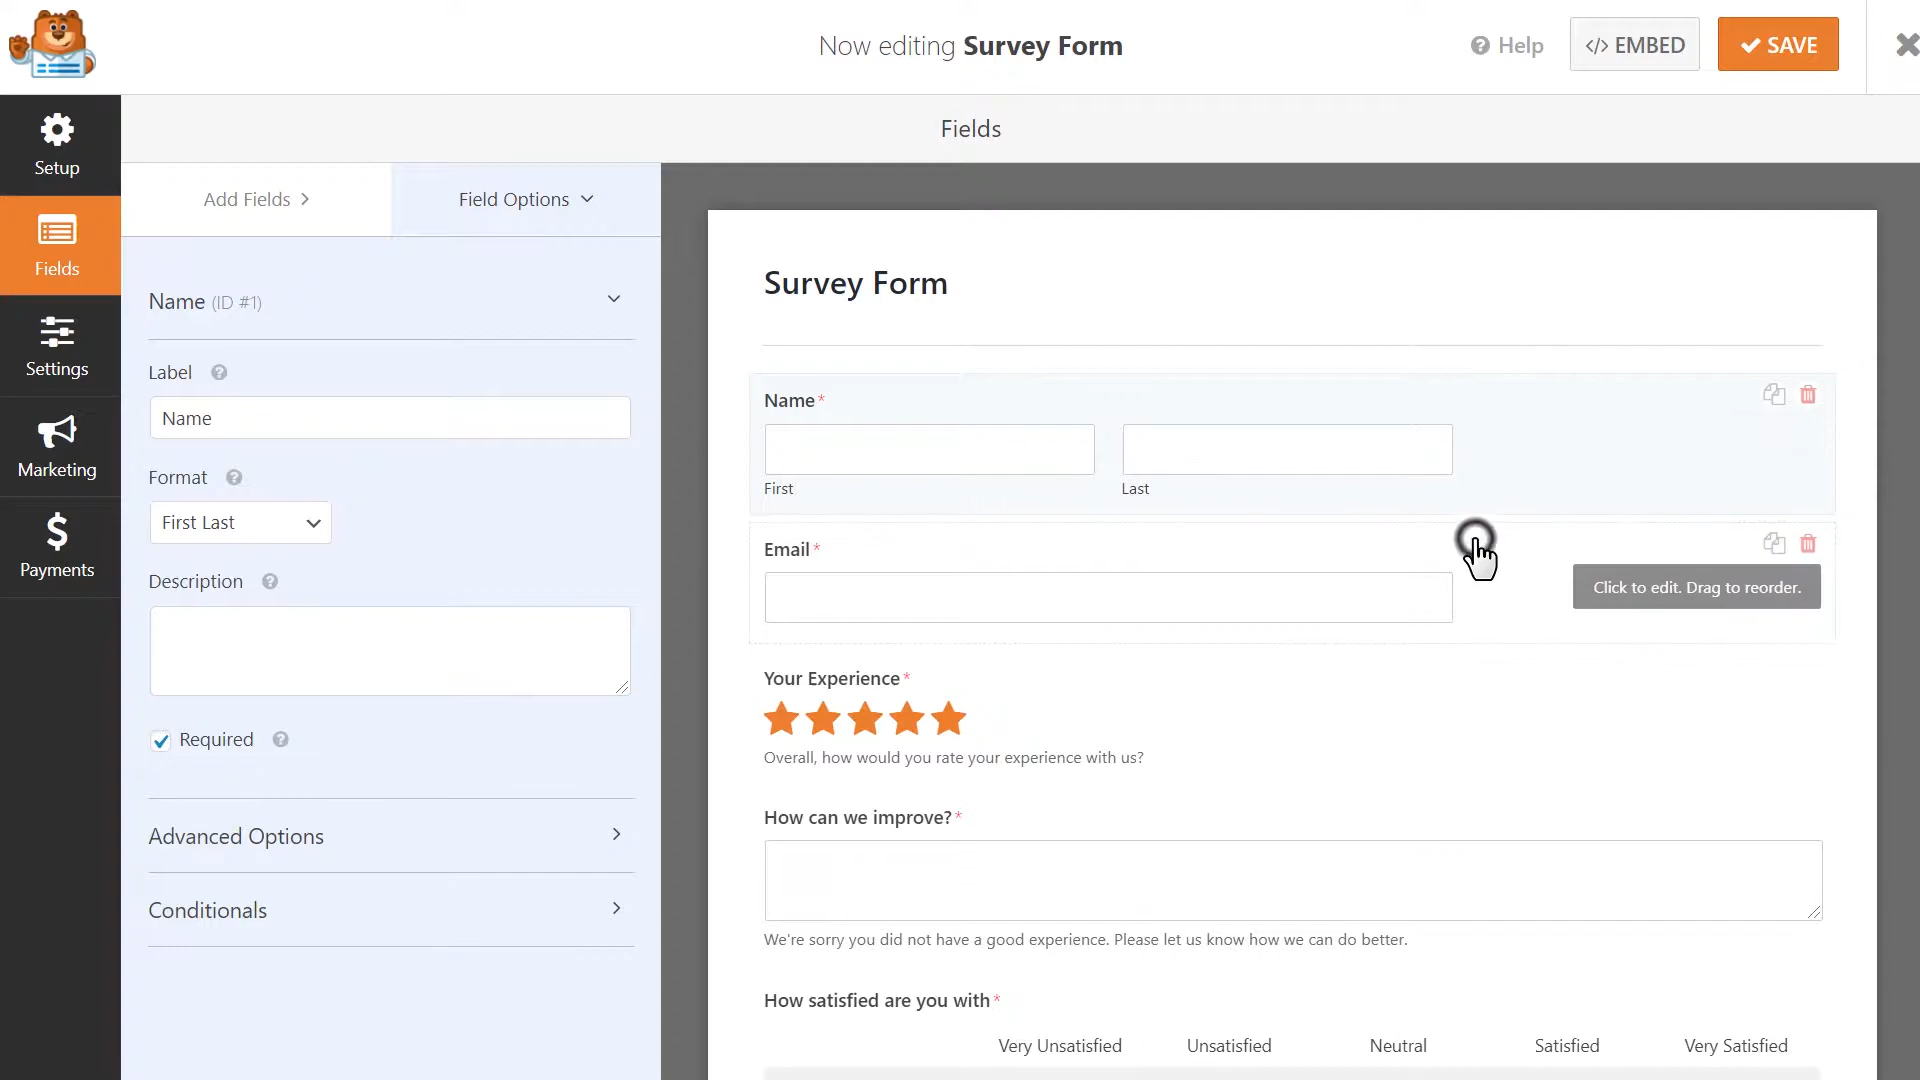 Now editing Survey Form
Help
</> EMBED
SAVE
Setup
Fields
Settings
Marketing
Payments
Fields
Add Fields
Field Options
Name (ID #1)
Label
Name
Format
First Last
Description
Required
Advanced Options
Conditionals
Survey Form
Name *
First
Last
Email *
Click to edit. Drag to reorder.
Your Experience *
Overall, how would you rate your experience with us?
How can we improve? *
We're sorry you did not have a good experience. Please let us know how we can do better.
How satisfied are you with *
Very Unsatisfied Unsatisfied Neutral Satisfied Very Satisfied